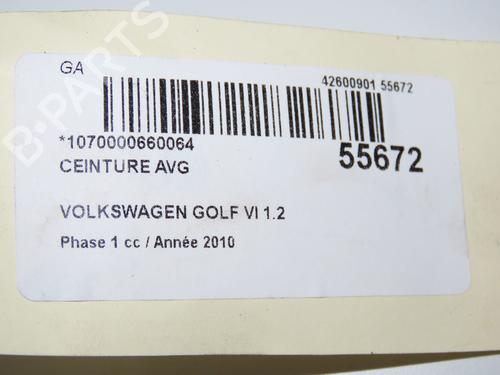 GA
42600901 55672
*1070000660064
55672
CEINTURE AVG
VOLKSWAGEN GOLF VI 1.2
Phase 1 cc / Année 2010
B-PARTS